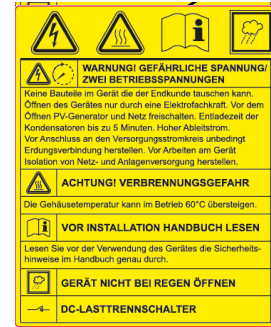 WARNUNG! GEFÄHRLICHE SPANNUNG/
ZWEI BETRIEBSSPANNUNGEN
Keine Bauteile im Gerät die der Endkunde tauschen kann.
Öffnen des Gerätes nur durch eine Elektrofachkraft. Vor dem
Öffnen PV-Generator und Netz freischalten. Entladezeit der
Kondensatoren bis zu 5 Minuten. Hoher Ableitstrom.
Vor Anschluss an den Versorgungsstromkreis unbedingt
Erdungsverbindung herstellen. Vor Arbeiten am Gerät
Isolation von Netz- und Anlagenversorgung herstellen.
ACHTUNG! VERBRENNUNGSGEFAHR
Die Gehäusetemperatur kann im Betrieb 60°C übersteigen.
VOR INSTALLATION HANDBUCH LESEN
Lesen Sie vor der Verwendung des Gerätes die Sicherheits-
hinweise im Handbuch genau durch.
GERÄT NICHT BEI REGEN ÖFFNEN
DC-LASTTRENNSCHALTER